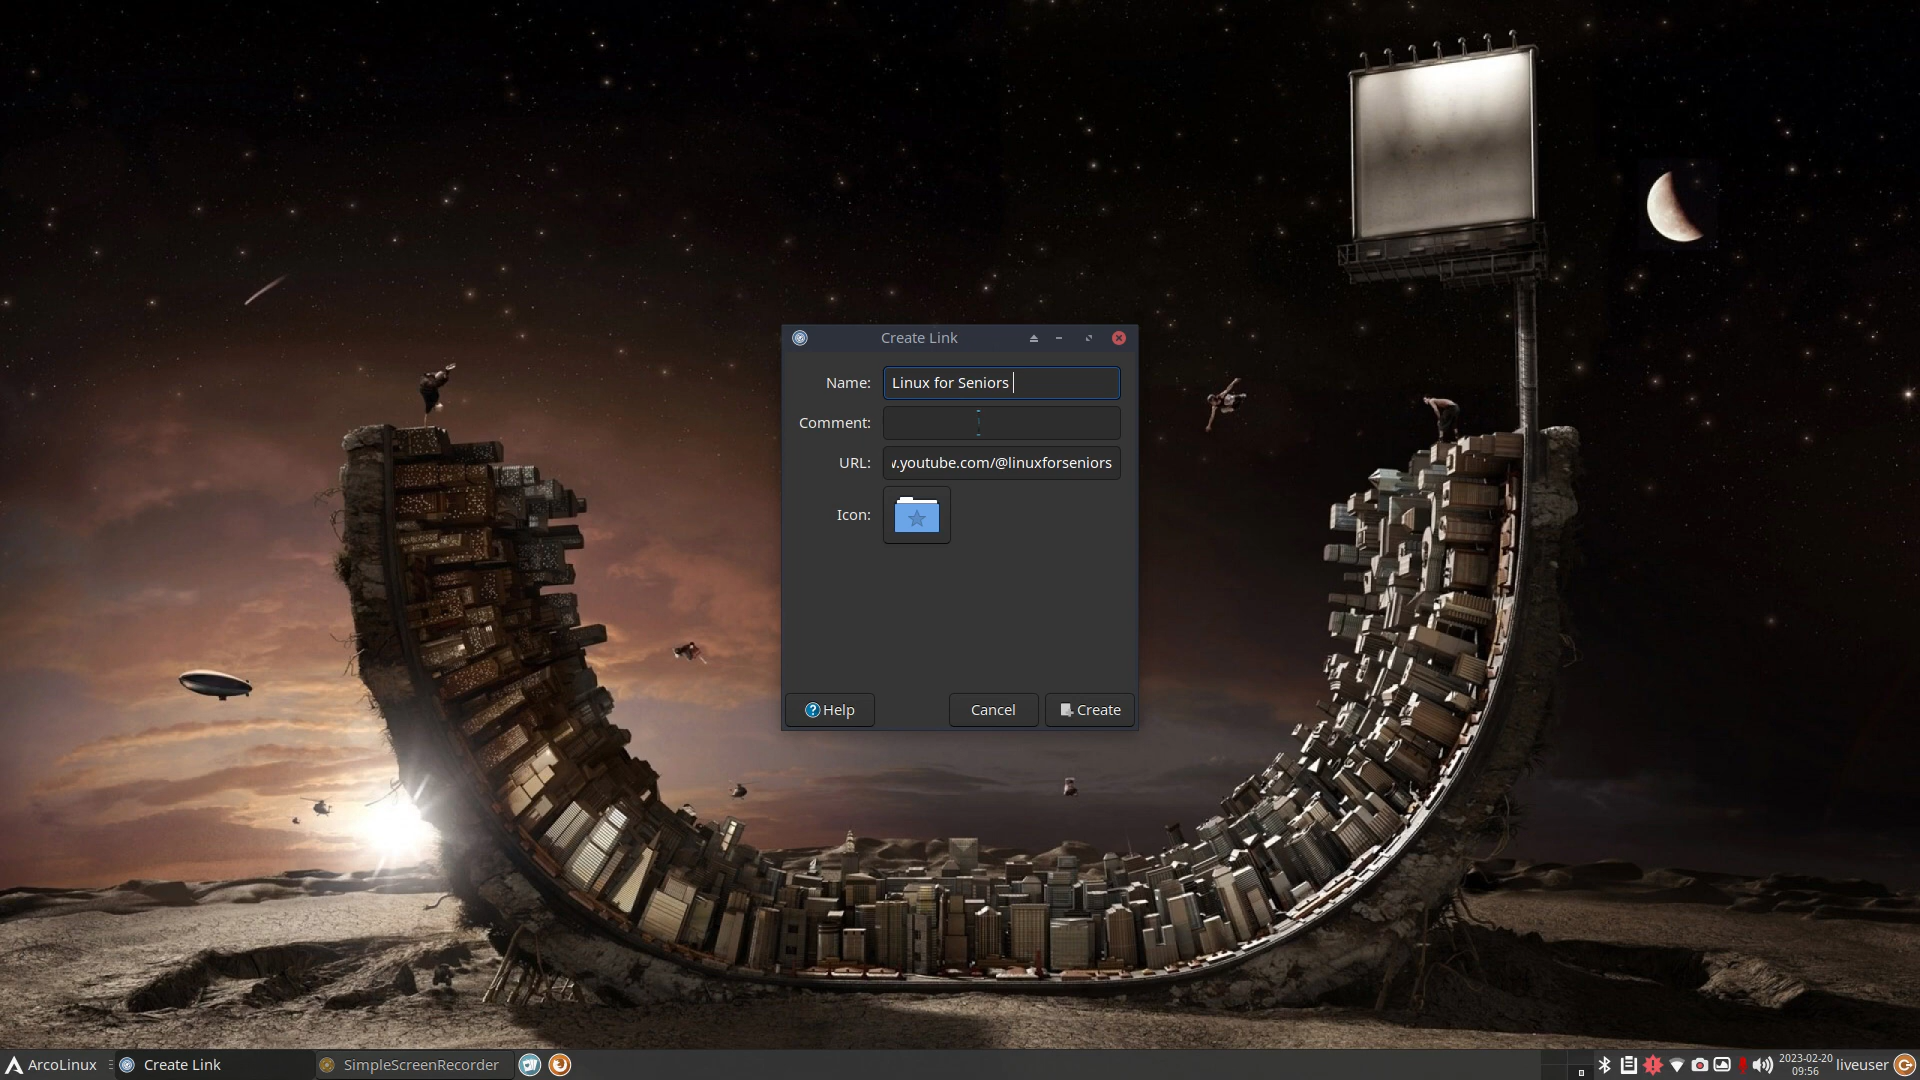 Create Link
Name: Linux for Seniors
Comment:
URL: .youtube.com/@linuxforseniors
Icon:
Help Cancel Create
ArcoLinux Create Link SimpleScreenRecorder 2023-02-20 liveuser
09:56